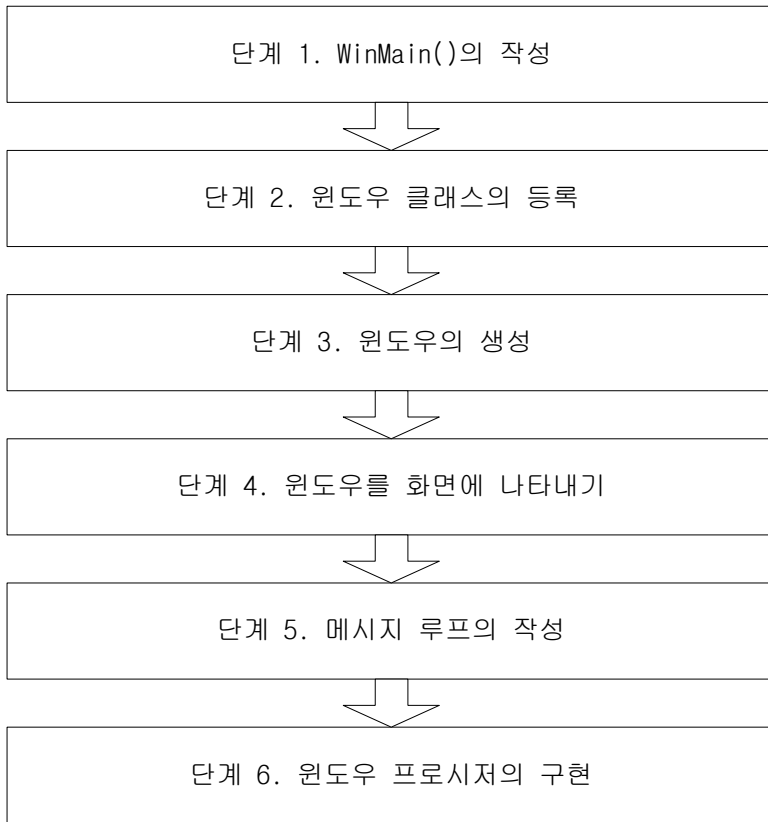 단계 1. WinMain()의 작성
단계 2. 윈도우 클래스의 등록
단계 3. 윈도우의 생성
단계 4. 윈도우를 화면에 나타내기
단계 5. 메시지 루프의 작성
단계 6. 윈도우 프로시저의 구현